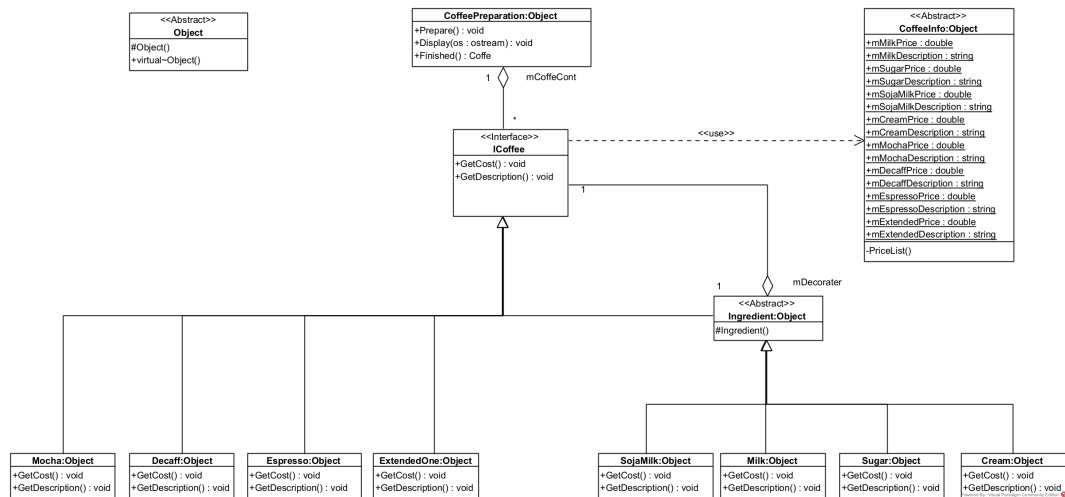 <<Abstract>>
Object
#Object()
+virtual~Object()
CoffeePreparation:Object
+Prepare() : void
+Display(os : ostream) : void
+Finished() : Coffe
1
mCoffeCont
*
<<Interface>>
ICoffee
+GetCost() : void
+GetDescription() : void
<<use>>
1
<<Abstract>>
CoffeeInfo:Object
+mMilkPrice : double
+mMilkDescription : string
+mSugarPrice : double
+mSugarDescription : string
+mSojaMilkPrice : double
+mSojaMilkDescription : string
+mCreamPrice : double
+mCreamDescription : string
+mMochaPrice : double
+mMochaDescription : string
+mDecaffPrice : double
+mDecaffDescription : string
+mEspressoPrice : double
+mEspressoDescription : string
+mExtendedPrice : double
+mExtendedDescription : string
-PriceList()
1
mDecorater
<<Abstract>>
Ingredient:Object
#Ingredient()
Mocha:Object
+GetCost() : void
+GetDescription() : void
Decaff:Object
+GetCost() : void
+GetDescription() : void
Espresso:Object
+GetCost() : void
+GetDescription() : void
ExtendedOne:Object
+GetCost() : void
+GetDescription() : void
SojaMilk:Object
+GetCost() : void
+GetDescription() : void
Milk:Object
+GetCost() : void
+GetDescription() : void
Sugar:Object
+GetCost() : void
+GetDescription() : void
Cream:Object
+GetCost() : void
+GetDescription() : void
Powered By Visual Paradigm Community Edition